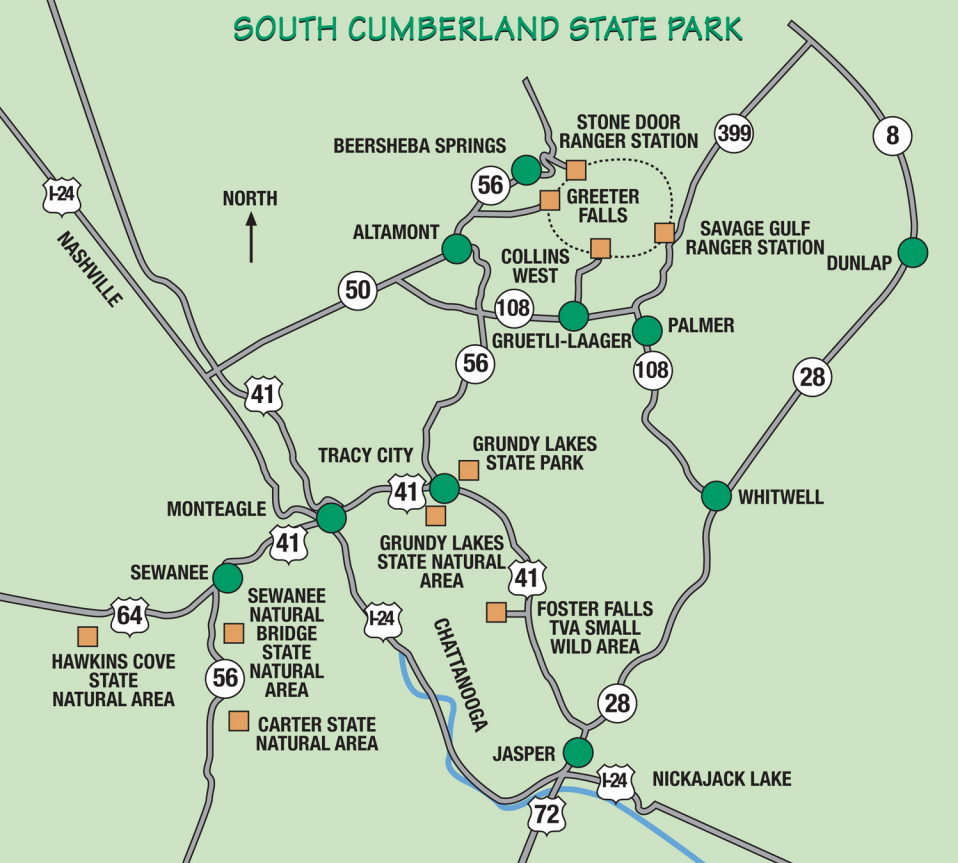 SOUTH CUMBERLAND STATE PARK
399
8
STONE DOOR
RANGER STATION
BEERSHEBA SPRINGS
56
I-24
NORTH
GREETER
FALLS
NASHVILLE
ALTAMONT
SAVAGE GULF
RANGER STATION
DUNLAP
COLLINS
WEST
50
108
GRUETLI-LAAGER
PALMER
56
108
28
41
TRACY CITY
GRUNDY LAKES
STATE PARK
41
MONTEAGLE
WHITWELL
41
GRUNDY LAKES
STATE NATURAL
AREA
SEWANEE
41
64
SEWANEE
NATURAL
BRIDGE
STATE
NATURAL
AREA
I-24
FOSTER FALLS
TVA SMALL
WILD AREA
HAWKINS COVE
STATE
NATURAL AREA
56
CHATTANOOGA
28
CARTER STATE
NATURAL AREA
JASPER
I-24
NICKAJACK LAKE
72